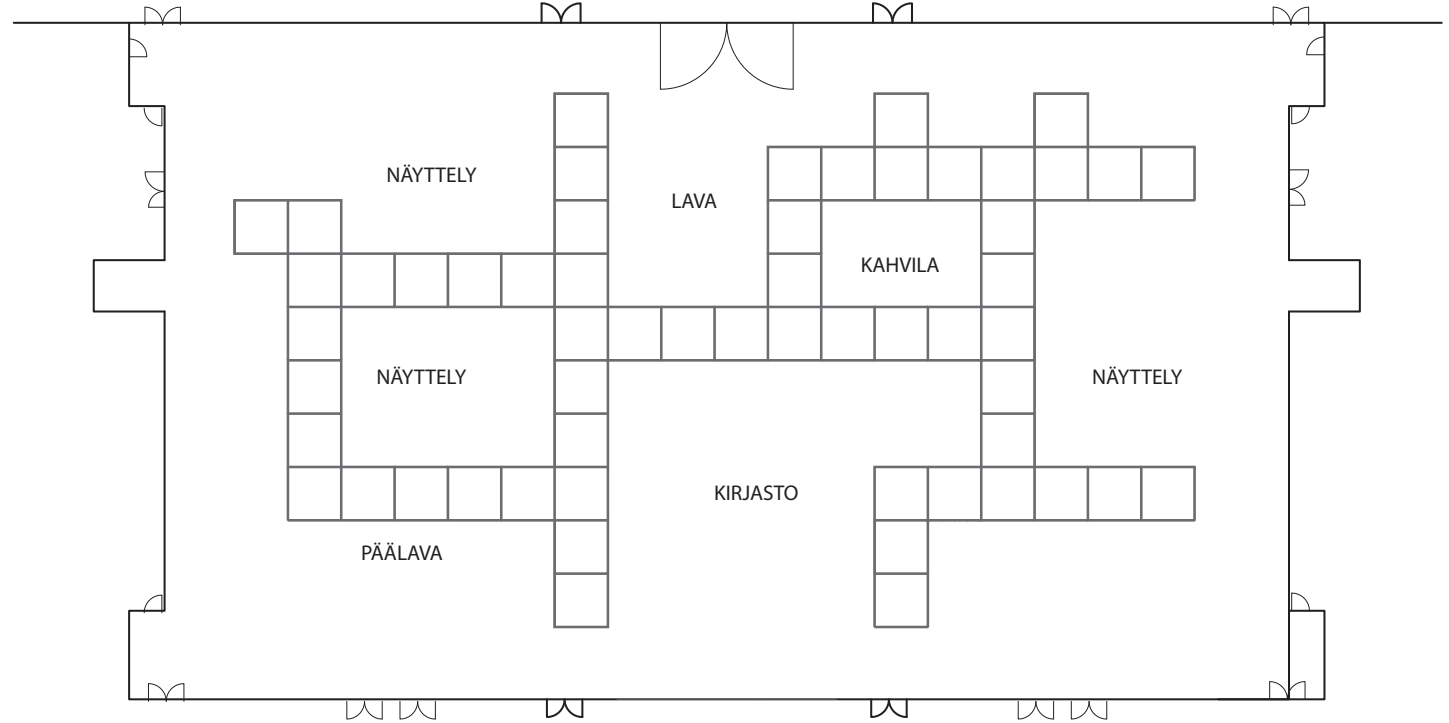 NÄYTTELY
LAVA
KAHVILA
NÄYTTELY
NÄYTTELY
KIRJASTO
PÄÄLAVA